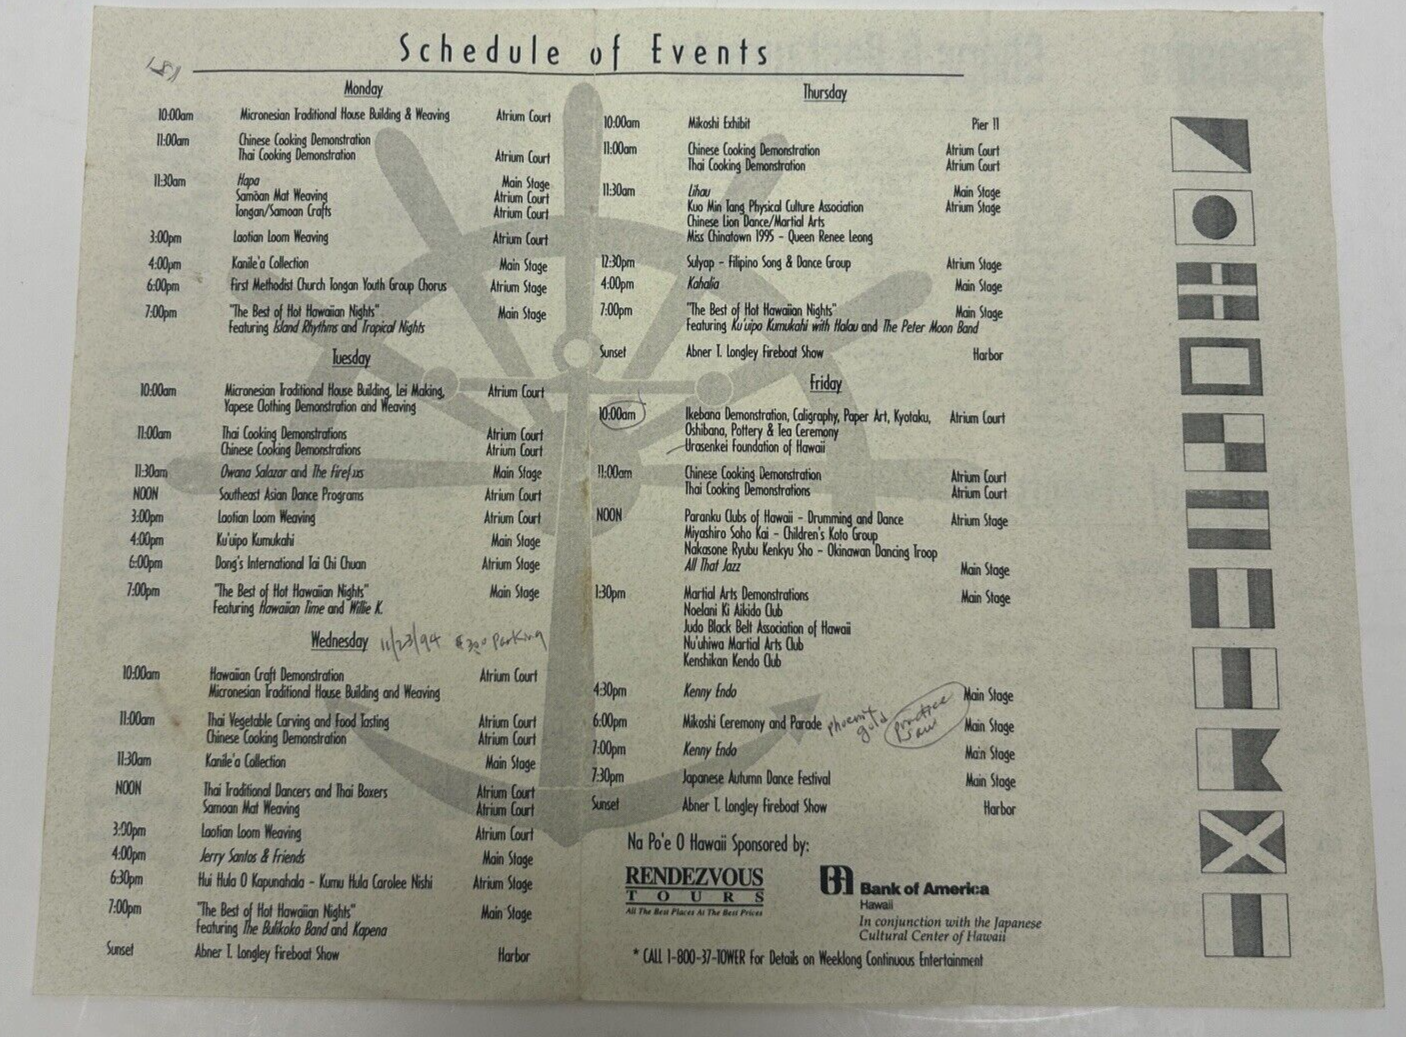 Schedule of Events
Monday
10:00am Micronesian Traditional House Building & Weaving Atrium Court
11:00am Chinese Cooking Demonstration
Thai Cooking Demonstration Atrium Court
11:30am Hapa Main Stage
Samoan Mat Weaving Atrium Court
Tongan/Samoan Crafts Atrium Court
3:00pm Laotian Loom Weaving Atrium Court
4:00pm Kanile'a Collection Main Stage
6:00pm First Methodist Church Tongan Youth Group Chorus Atrium Stage
7:00pm "The Best of Hot Hawaiian Nights" Main Stage
Featuring Island Rhythms and Tropical Nights
Tuesday
10:00am Micronesian Traditional House Building, Lei Making, Atrium Court
Yapese Clothing Demonstration and Weaving
11:00am Thai Cooking Demonstrations Atrium Court
Chinese Cooking Demonstrations Atrium Court
11:30am Owana Salazar and The Main Stage
NOON Southeast Asian Dance Programs Atrium Court
3:00pm Laotian Loom Weaving Atrium Court
4:00pm Ku'uipo Kumukahi Main Stage
6:00pm Dong's International Tai Chi Chuan Atrium Stage
7:00pm "The Best of Hot Hawaiian Nights" Main Stage
Featuring Hawaiian Time and Willie K.
Wednesday 11/23/94 Parking
10:00am Hawaiian Craft Demonstration Atrium Court
Micronesian Traditional House Building and Weaving
11:00am Thai Vegetable Carving and Food Tasting Atrium Court
Chinese Cooking Demonstration Atrium Court
11:30am Kanile'a Collection Main Stage
NOON Thai Traditional Dancers and Thai Boxers Atrium Court
Samoan Mat Weaving Atrium Court
3:00pm Laotian Loom Weaving Atrium Court
4:00pm Jerry Santos & Friends Main Stage
6:30pm Hui Hula O Kapunahala - Kumu Hula Carolee Nishi Atrium Stage
7:00pm "The Best of Hot Hawaiian Nights" Main Stage
Featuring The Bulikoko Band and Kapena
Sunset Abner T. Longley Fireboat Show Harbor
Thursday
10:00am Mikoshi Exhibit Pier 11
11:00am Chinese Cooking Demonstration Atrium Court
Thai Cooking Demonstration Atrium Court
11:30am Lihau Main Stage
Kuo Min Tang Physical Culture Association Atrium Stage
Chinese Lion Dance/Martial Arts
Miss Chinatown 1995 - Queen Renee Leong
12:30pm Sulyap - Filipino Song & Dance Group Atrium Stage
4:00pm Kahalia Main Stage
7:00pm "The Best of Hot Hawaiian Nights" Main Stage
Featuring Ku'uipo Kumukahi with Halau and The Peter Moon Band
Sunset Abner T. Longley Fireboat Show Harbor
Friday
10:00am Ikebana Demonstration, Caligraphy, Paper Art, Kyotaku, Atrium Court
Oshibana, Pottery & Tea Ceremony
Urasenkei Foundation of Hawaii
11:00am Chinese Cooking Demonstration Atrium Court
Thai Cooking Demonstrations Atrium Court
NOON Paranku Clubs of Hawaii - Drumming and Dance Atrium Stage
Miyashiro Soho Kai - Children's Koto Group
Nakasone Ryubu Kenkyu Sho - Okinawan Dancing Troop
All That Jazz Main Stage
1:30pm Martial Arts Demonstrations Main Stage
Noelani Ki Aikido Club
Judo Black Belt Association of Hawaii
Nu'uhiwa Martial Arts Club
Kenshikan Kendo Club
4:30pm Kenny Endo Main Stage
6:00pm Mikoshi Ceremony and Parade gold Main Stage
7:00pm Kenny Endo Main Stage
7:30pm Japanese Autumn Dance Festival Main Stage
Sunset Abner T. Longley Fireboat Show Harbor
Na Po'e O Hawaii Sponsored by:
RENDEZVOUS
TOURS
All The Best Places At The Best Prices
Bank of America
Hawaii
In conjunction with the Japanese
Cultural Center of Hawaii
* CALL 1-800-37-TOWER For Details on Weeklong Continuous Entertainment